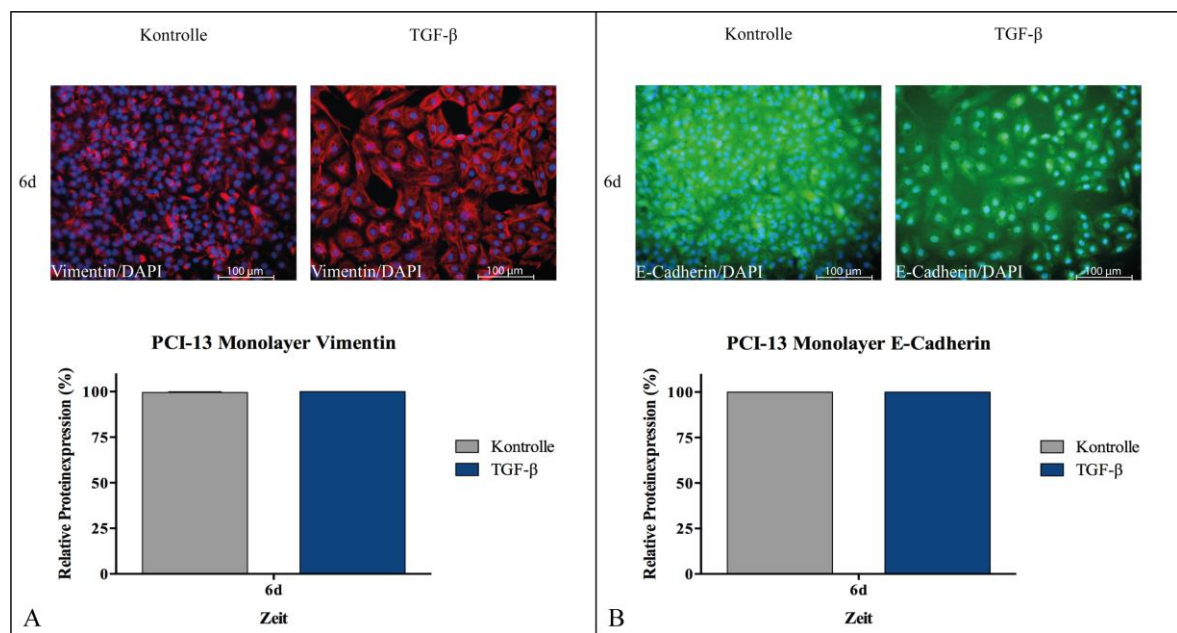 Kontrolle
TGF-β
6d
Vimentin/DAPI
100 µm
Vimentin/DAPI
100 µm
PCI-13 Monolayer Vimentin
Relative Proteinexpression (%)
100
75
50
25
0
6d
Zeit
Kontrolle
TGF-β
A
Kontrolle
TGF-β
6d
E-Cadherin/DAPI
100 µm
E-Cadherin/DAPI
100 µm
PCI-13 Monolayer E-Cadherin
Relative Proteinexpression (%)
100
75
50
25
0
6d
Zeit
Kontrolle
TGF-β
B